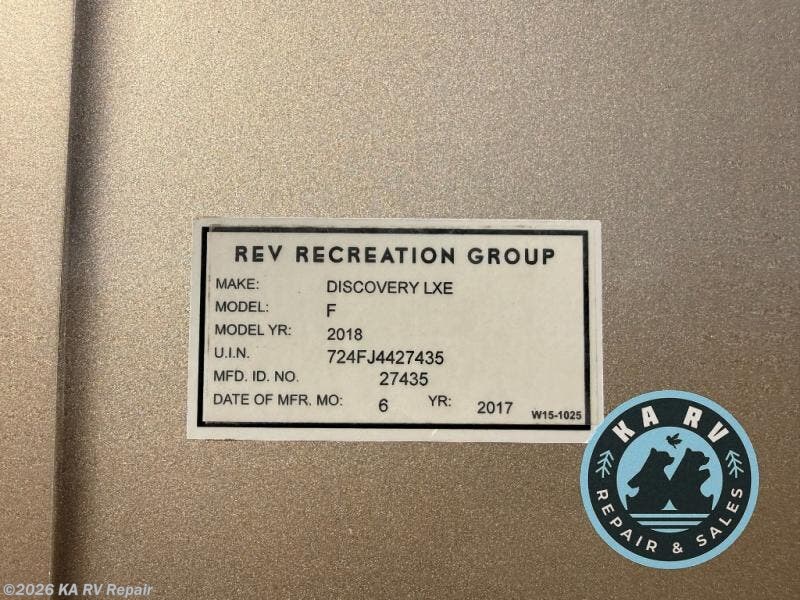 REV RECREATION GROUP
MAKE: DISCOVERY LXE
MODEL: F
MODEL YR: 2018
U.I.N. 724FJ4427435
MFD. ID. NO. 27435
DATE OF MFR. MO: 6 YR: 2017 W15-1025
KA RV
REPAIR & SALES
©2026 KA RV Repair